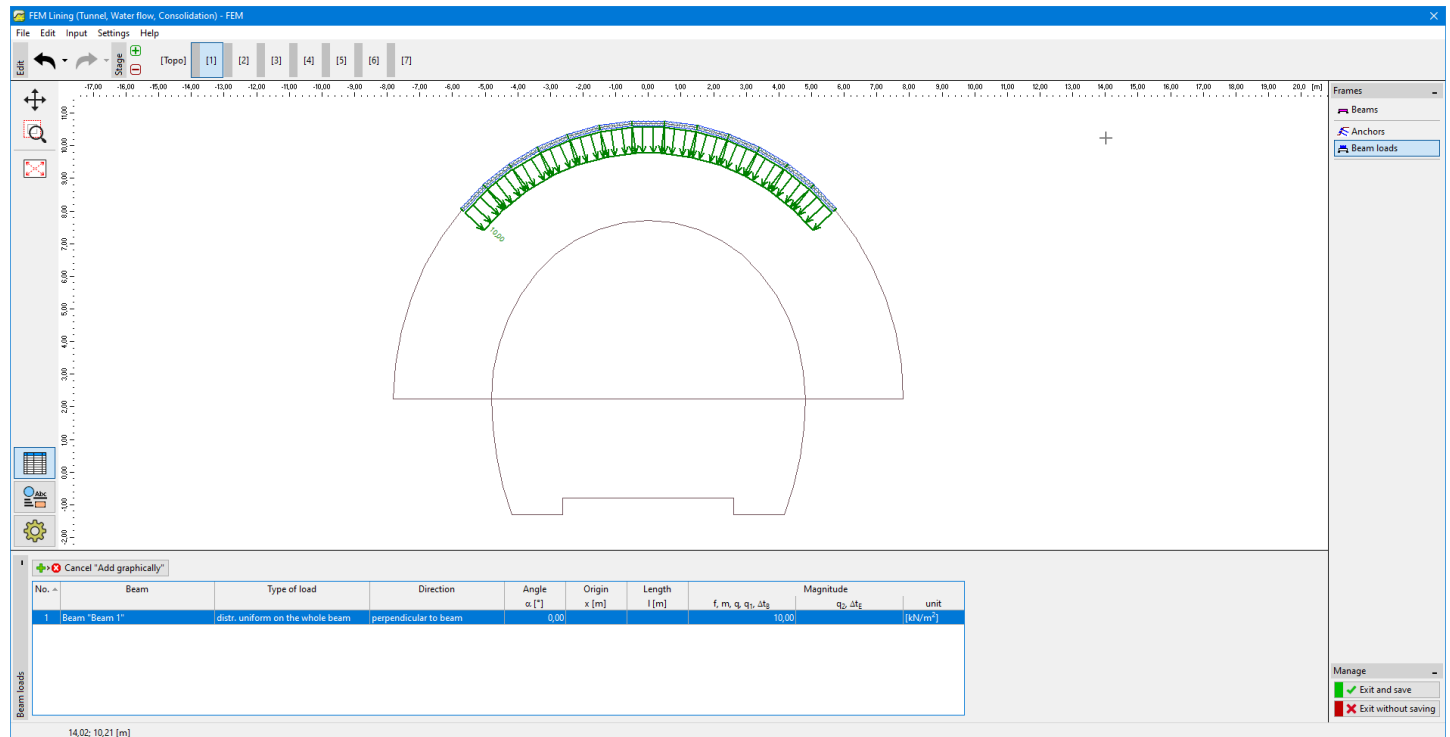 FEM Lining (Tunnel, Water flow, Consolidation) - FEM
File Edit Input Settings Help
Edit
Stage
[Topo] [1] [2] [3] [4] [5] [6] [7]
-17,00 -16,00 -15,00 -14,00 -13,00 -12,00 -11,00 -10,00 -9,00 -8,00 -7,00 -6,00 -5,00 -4,00 -3,00 -2,00 -1,00 0,00 1,00 2,00 3,00 4,00 5,00 6,00 7,00 8,00 9,00 10,00 11,00 12,00 13,00 14,00 15,00 16,00 17,00 18,00 19,00 20,0 [m]
11,00
10,00
9,00
8,00
7,00
6,00
5,00
4,00
3,00
2,00
1,00
0,00
-1,00
-2,00
10,00
Abc
Frames
Beams
Anchors
Beam loads
Cancel "Add graphically"
No. Beam Type of load Direction Angle Origin Length Magnitude
α [°] x [m] l [m] f, m, q, q1, ΔtB q2, ΔtE unit
1 Beam "Beam 1" distr. uniform on the whole beam perpendicular to beam 0,00 10,00 [kN/m²]
Beam loads
Manage
Exit and save
Exit without saving
14,02; 10,21 [m]